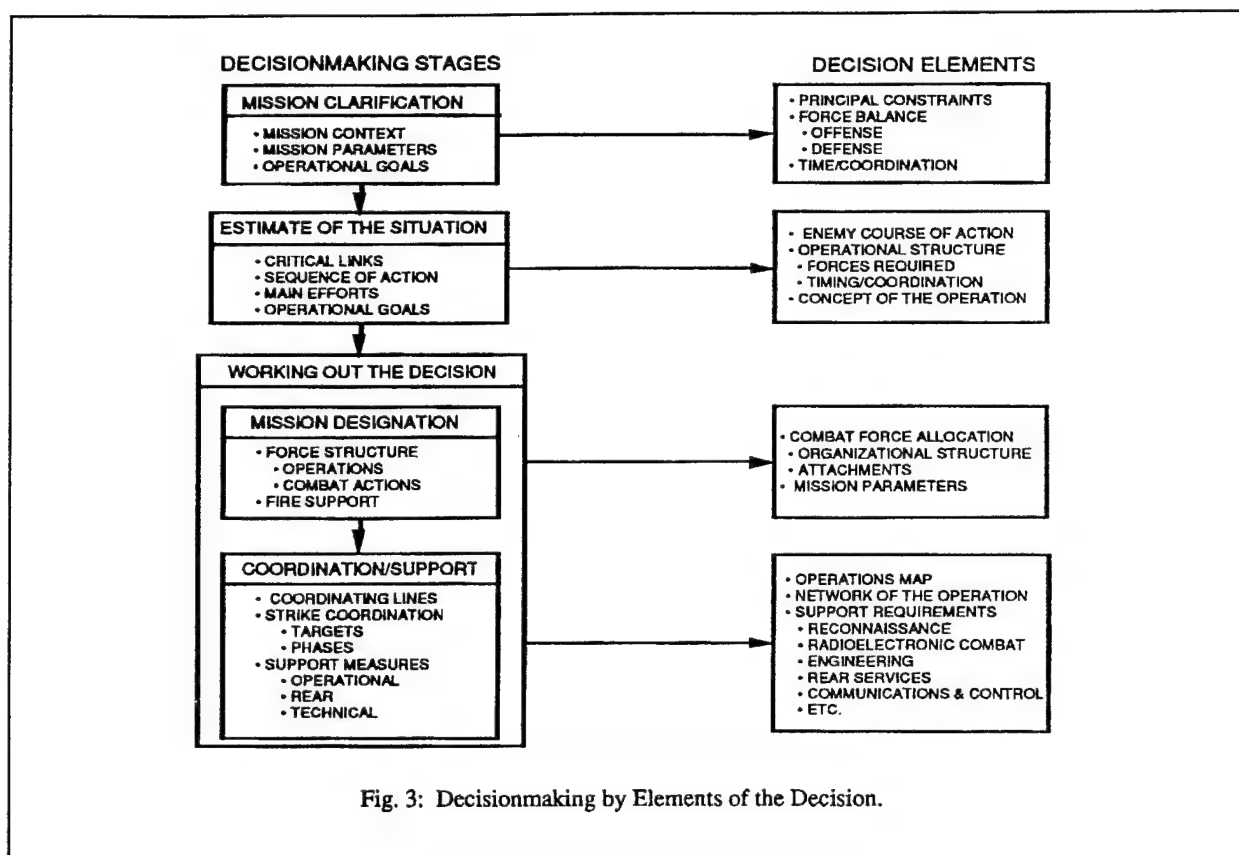 DECISIONMAKING STAGES
MISSION CLARIFICATION
• MISSION CONTEXT
• MISSION PARAMETERS
• OPERATIONAL GOALS
ESTIMATE OF THE SITUATION
• CRITICAL LINKS
• SEQUENCE OF ACTION
• MAIN EFFORTS
• OPERATIONAL GOALS
WORKING OUT THE DECISION
MISSION DESIGNATION
• FORCE STRUCTURE
• OPERATIONS
• COMBAT ACTIONS
• FIRE SUPPORT
COORDINATION/SUPPORT
• COORDINATING LINES
• STRIKE COORDINATION
• TARGETS
• PHASES
• SUPPORT MEASURES
• OPERATIONAL
• REAR
• TECHNICAL
DECISION ELEMENTS
• PRINCIPAL CONSTRAINTS
• FORCE BALANCE
• OFFENSE
• DEFENSE
• TIME/COORDINATION
• ENEMY COURSE OF ACTION
• OPERATIONAL STRUCTURE
• FORCES REQUIRED
• TIMING/COORDINATION
• CONCEPT OF THE OPERATION
• COMBAT FORCE ALLOCATION
• ORGANIZATIONAL STRUCTURE
• ATTACHMENTS
• MISSION PARAMETERS
• OPERATIONS MAP
• NETWORK OF THE OPERATION
• SUPPORT REQUIREMENTS
• RECONNAISSANCE
• RADIOELECTRONIC COMBAT
• ENGINEERING
• REAR SERVICES
• COMMUNICATIONS & CONTROL
• ETC.
Fig. 3: Decisionmaking by Elements of the Decision.